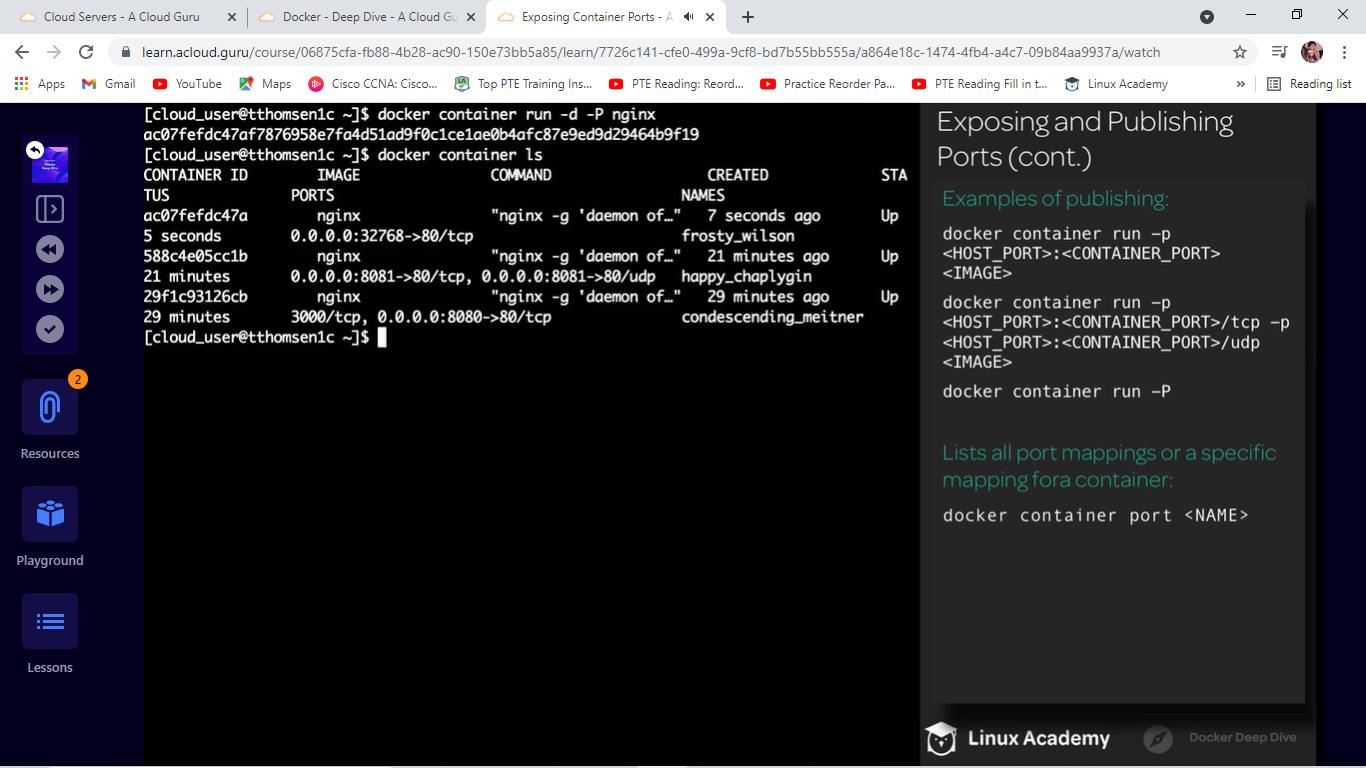 Cloud Servers - A Cloud Guru
Docker - Deep Dive - A Cloud Gu
Exposing Container Ports - A
learn.acloud.guru/course/06875cfa-fb88-4b28-ac90-150e73bb5a85/learn/7726c141-cfe0-499a-9cf8-bd7b55bb555a/a864e18c-1474-4fb4-a4c7-09b84aa9937a/watch
Apps Gmail YouTube Maps Cisco CCNA: Cisco... Top PTE Training Ins... PTE Reading: Reord... Practice Reorder Pa... PTE Reading Fill in t... Linux Academy » Reading list
Docker
Deep Dive
2
Resources
Playground
Lessons
[cloud_user@tthomsen1c ~]$ docker container run -d -P nginx
ac07fefdc47af7876958e7fa4d51ad9f0c1ce1ae0b4afc87e9ed9d29464b9f19
[cloud_user@tthomsen1c ~]$ docker container ls
CONTAINER ID IMAGE COMMAND CREATED STA
TUS PORTS NAMES
ac07fefdc47a nginx "nginx -g 'daemon of…" 7 seconds ago Up
5 seconds 0.0.0.0:32768->80/tcp frosty_wilson
588c4e05cc1b nginx "nginx -g 'daemon of…" 21 minutes ago Up
21 minutes 0.0.0.0:8081->80/tcp, 0.0.0.0:8081->80/udp happy_chaplygin
29f1c93126cb nginx "nginx -g 'daemon of…" 29 minutes ago Up
29 minutes 3000/tcp, 0.0.0.0:8080->80/tcp condescending_meitner
[cloud_user@tthomsen1c ~]$
Exposing and Publishing
Ports (cont.)
Examples of publishing:
docker container run -p
<HOST_PORT>:<CONTAINER_PORT>
<IMAGE>
docker container run -p
<HOST_PORT>:<CONTAINER_PORT>/tcp -p
<HOST_PORT>:<CONTAINER_PORT>/udp
<IMAGE>
docker container run -P
Lists all port mappings or a specific
mapping fora container:
docker container port <NAME>
Linux Academy
Docker Deep Dive